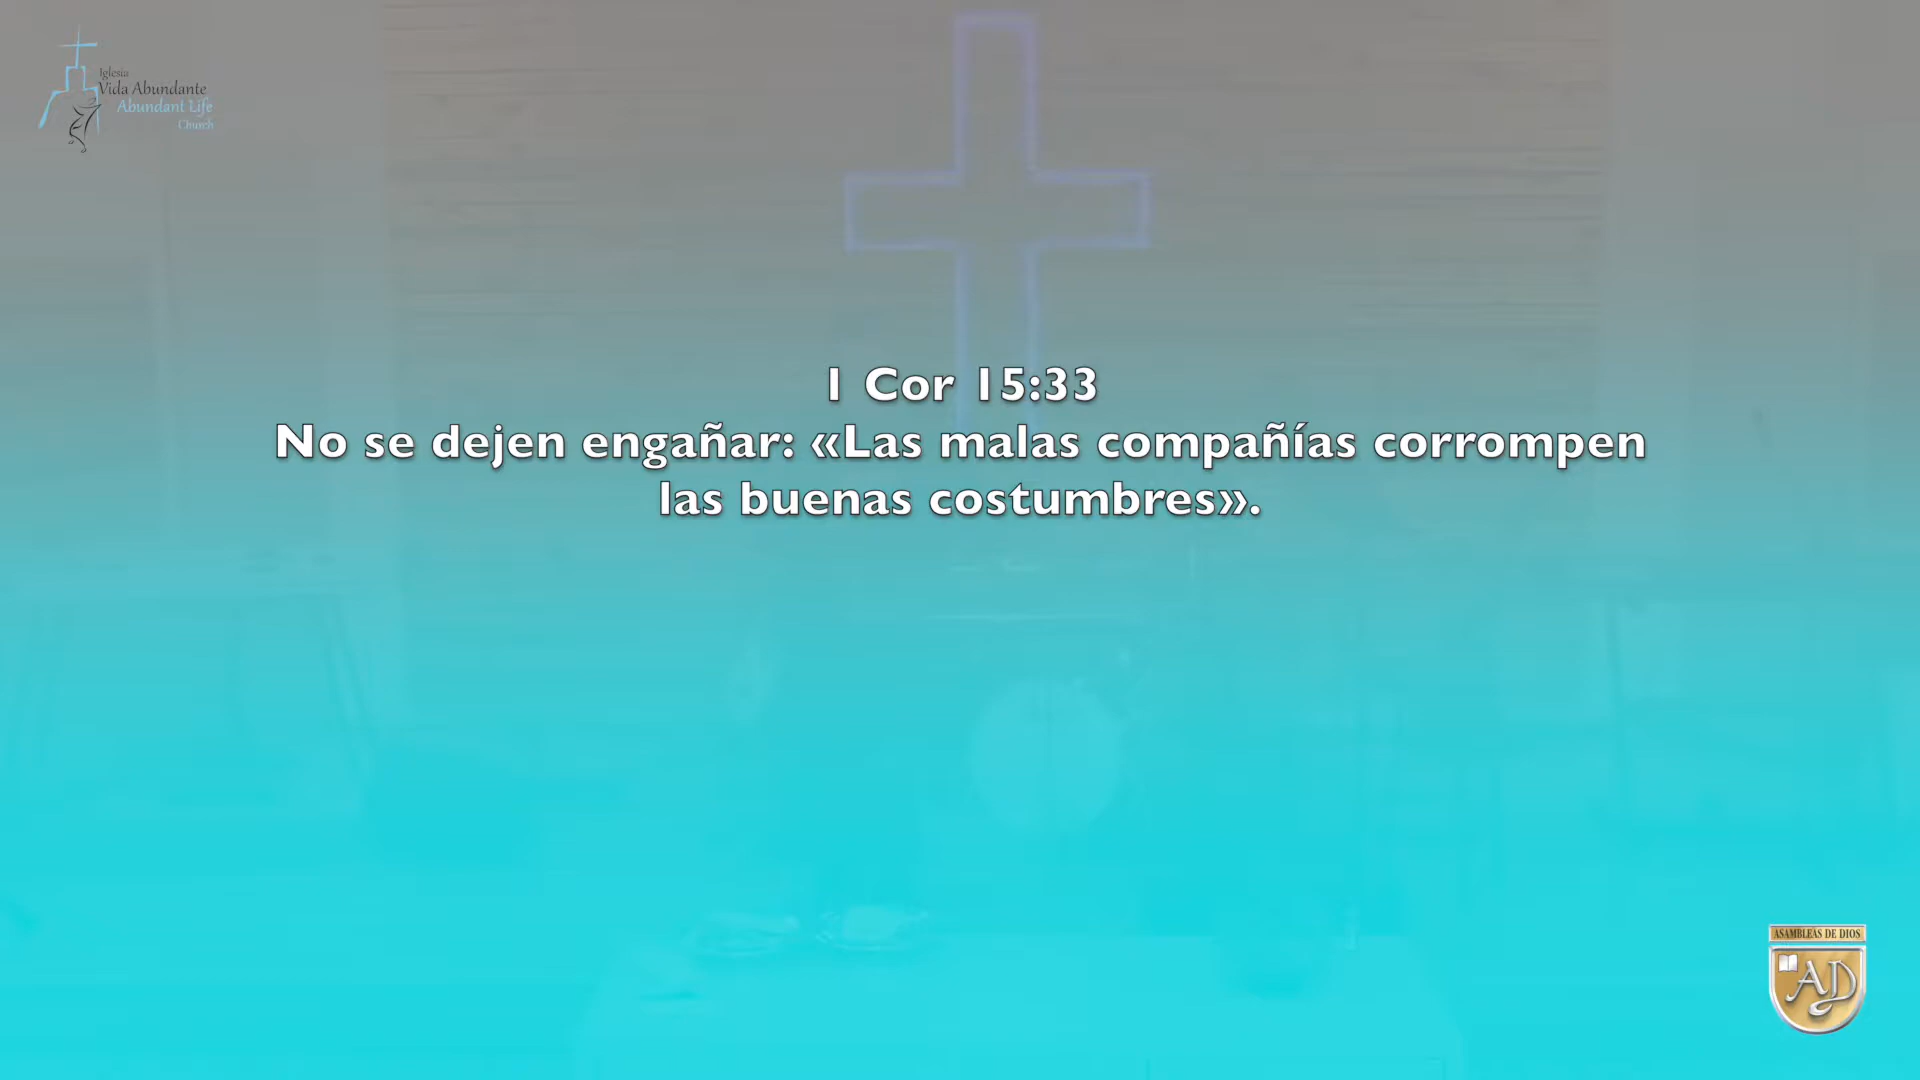 Iglesia
Vida Abundante
Abundant Life
Church
1 Cor 15:33
No se dejen engañar: «Las malas compañías corrompen
las buenas costumbres».
ASAMBLEAS DE DIOS
AD